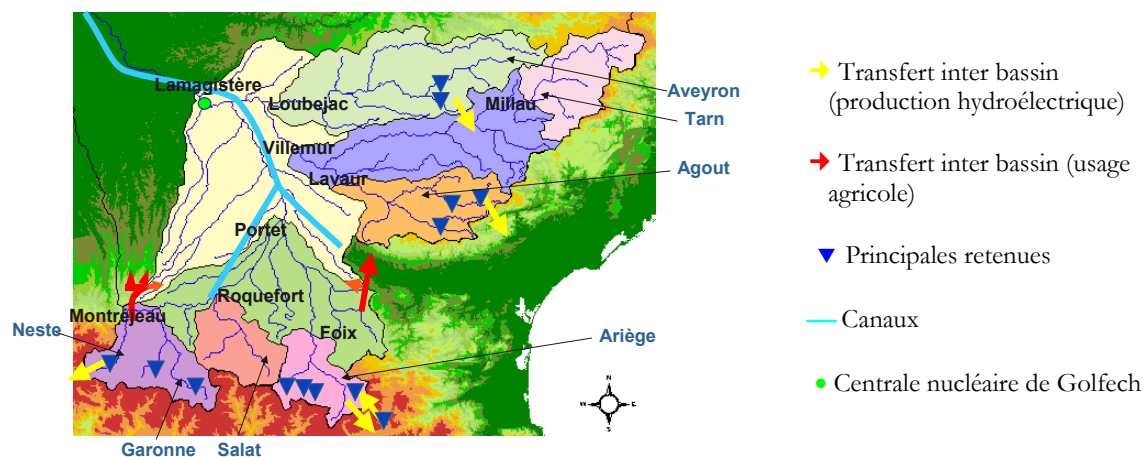 Lamagistère
Loubejac
Millau
Aveyron
Tarn
Villemur
Lavaur
Agout
Portet
Roquefort
Montréjeau
Foix
Neste
Ariège
Garonne
Salat
N
W
E
S
Transfert inter bassin
(production hydroélectrique)
Transfert inter bassin (usage
agricole)
Principales retenues
Canaux
Centrale nucléaire de Golfech